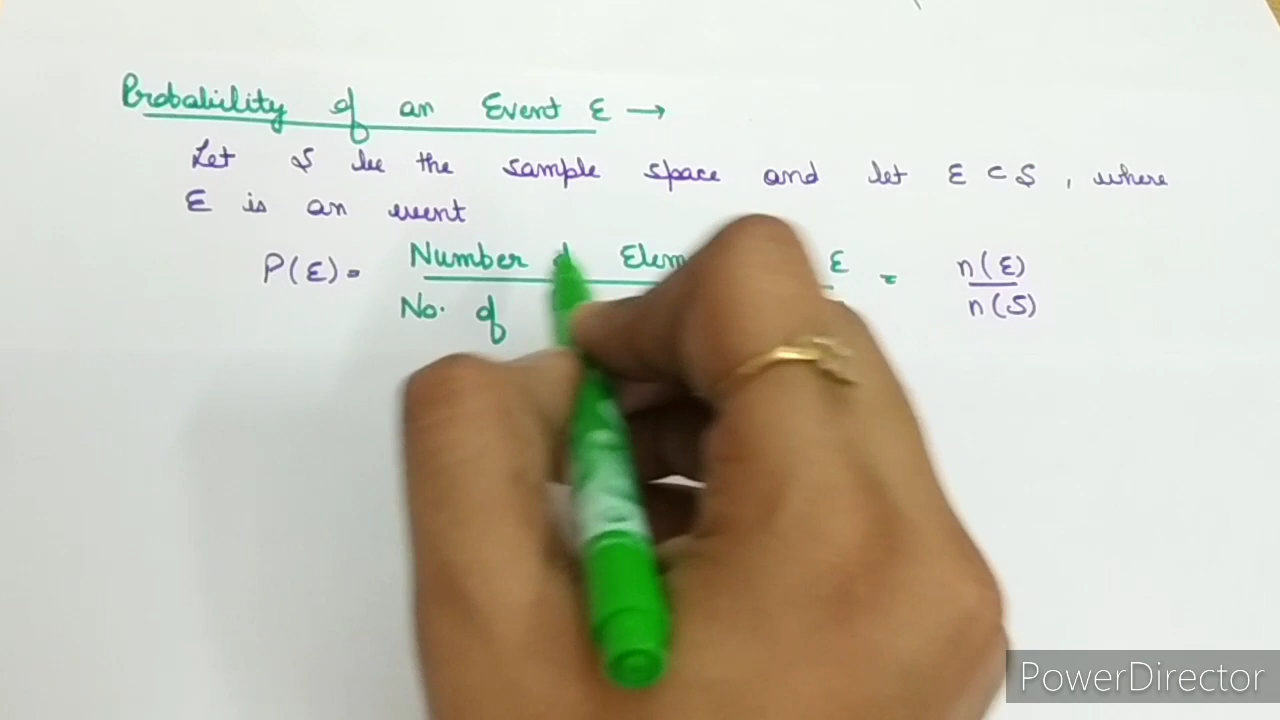 Probability of an Event ε →
Let S be the sample space and let ε ⊂ S, where
ε is an event
P(ε) = Number ε = n(ε)
No. of n(S)
PowerDirector